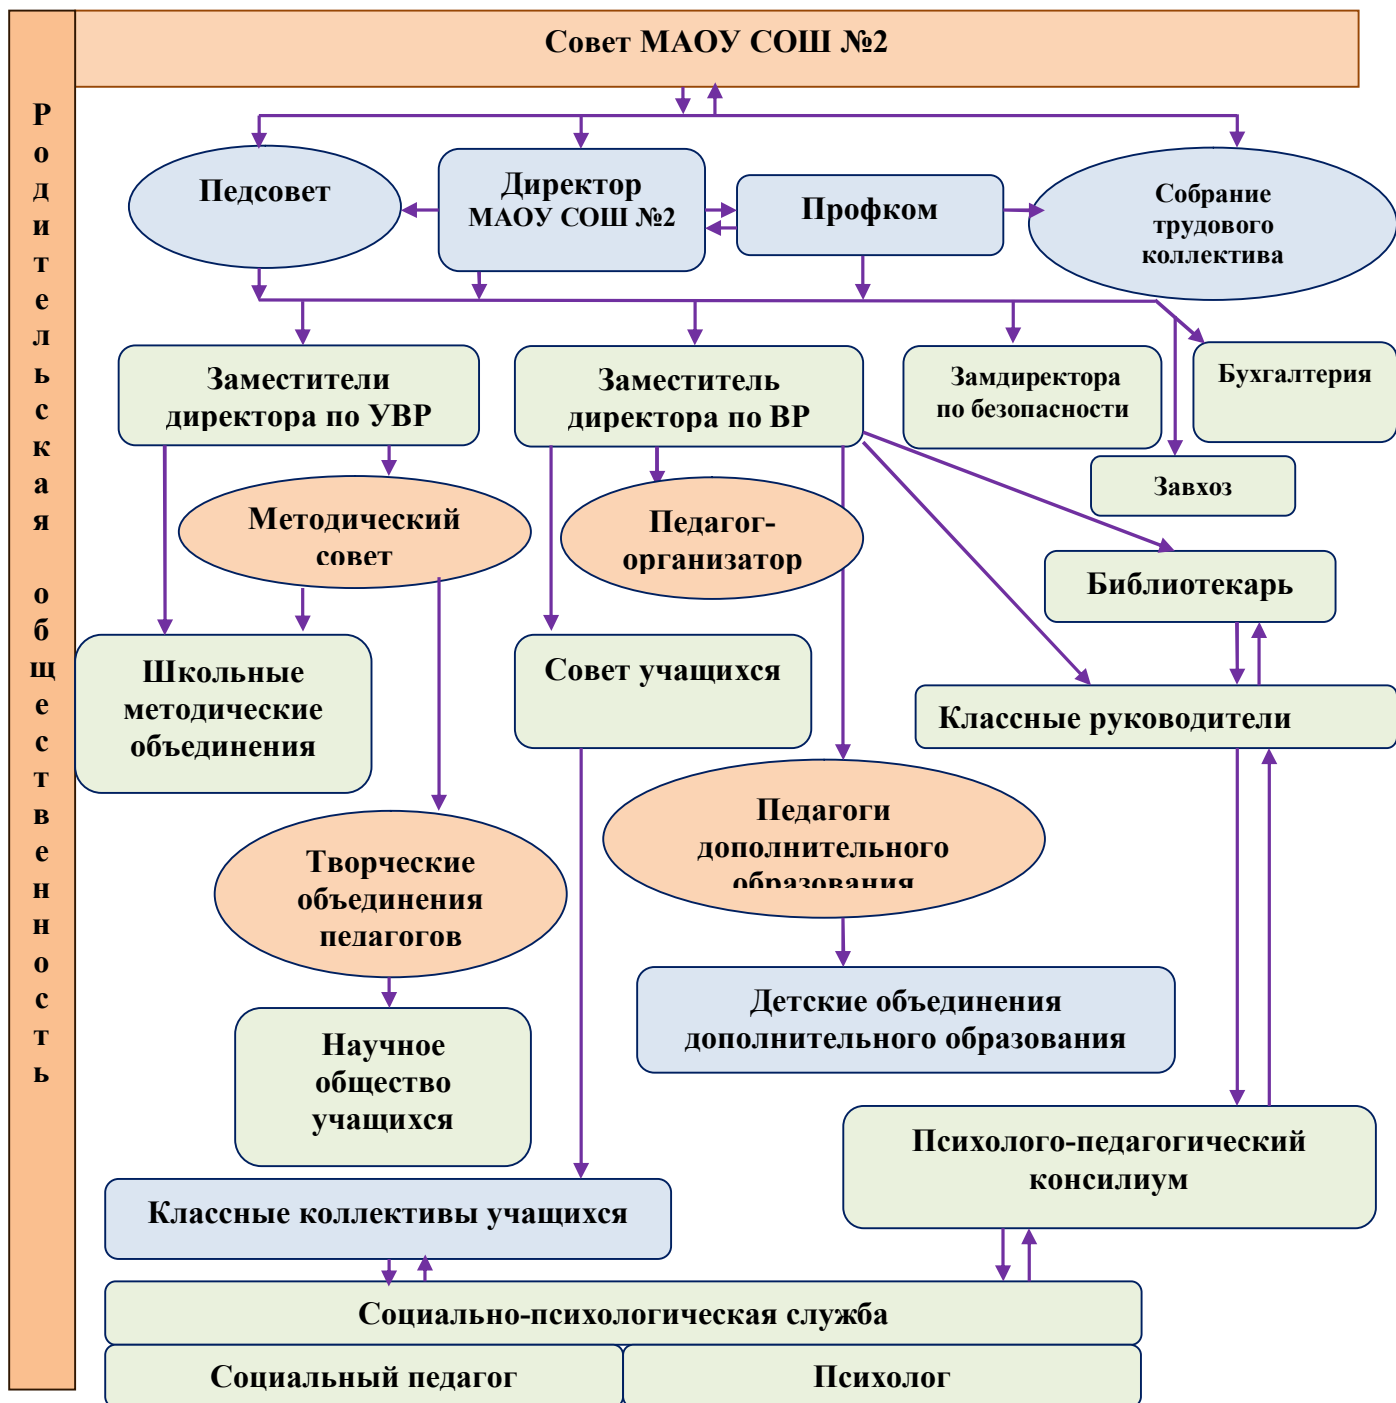 Совет МАОУ СОШ №2
Родительская общественность
Педсовет
Директор
МАОУ СОШ №2
Профком
Собрание
трудового
коллектива
Заместители
директора по УВР
Заместитель
директора по ВР
Замдиректора
по безопасности
Бухгалтерия
Завхоз
Методический
совет
Педагог-
организатор
Библиотекарь
Школьные
методические
объединения
Совет учащихся
Классные руководители
Творческие
объединения
педагогов
Педагоги
дополнительного
образования
Детские объединения
дополнительного образования
Научное
общество
учащихся
Психолого-педагогический
консилиум
Классные коллективы учащихся
Социально-психологическая служба
Социальный педагог
Психолог